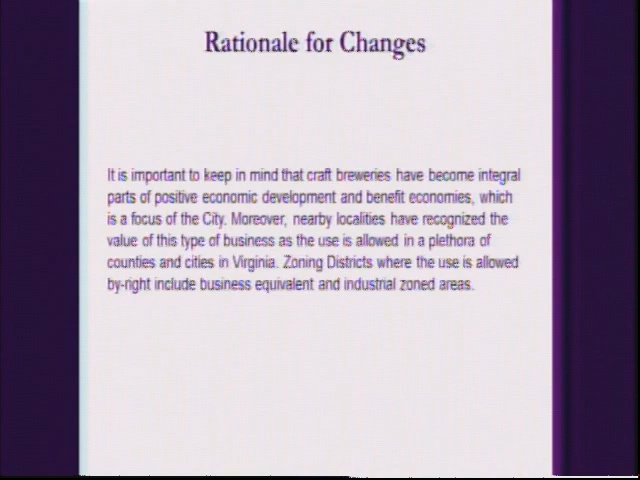 Rationale for Changes
It is important to keep in mind that craft breweries have become integral
parts of positive economic development and benefit economies, which
is a focus of the City. Moreover, nearby localities have recognized the
value of this type of business as the use is allowed in a plethora of
counties and cities in Virginia. Zoning Districts where the use is allowed
by-right include business equivalent and industrial zoned areas.